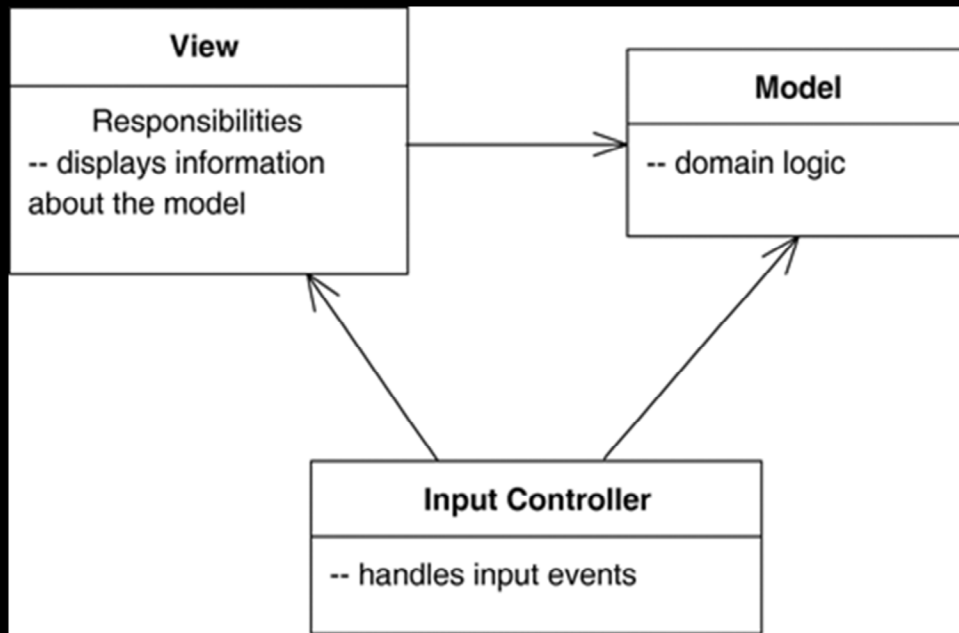 View
Responsibilities
-- displays information
about the model
Model
-- domain logic
Input Controller
-- handles input events